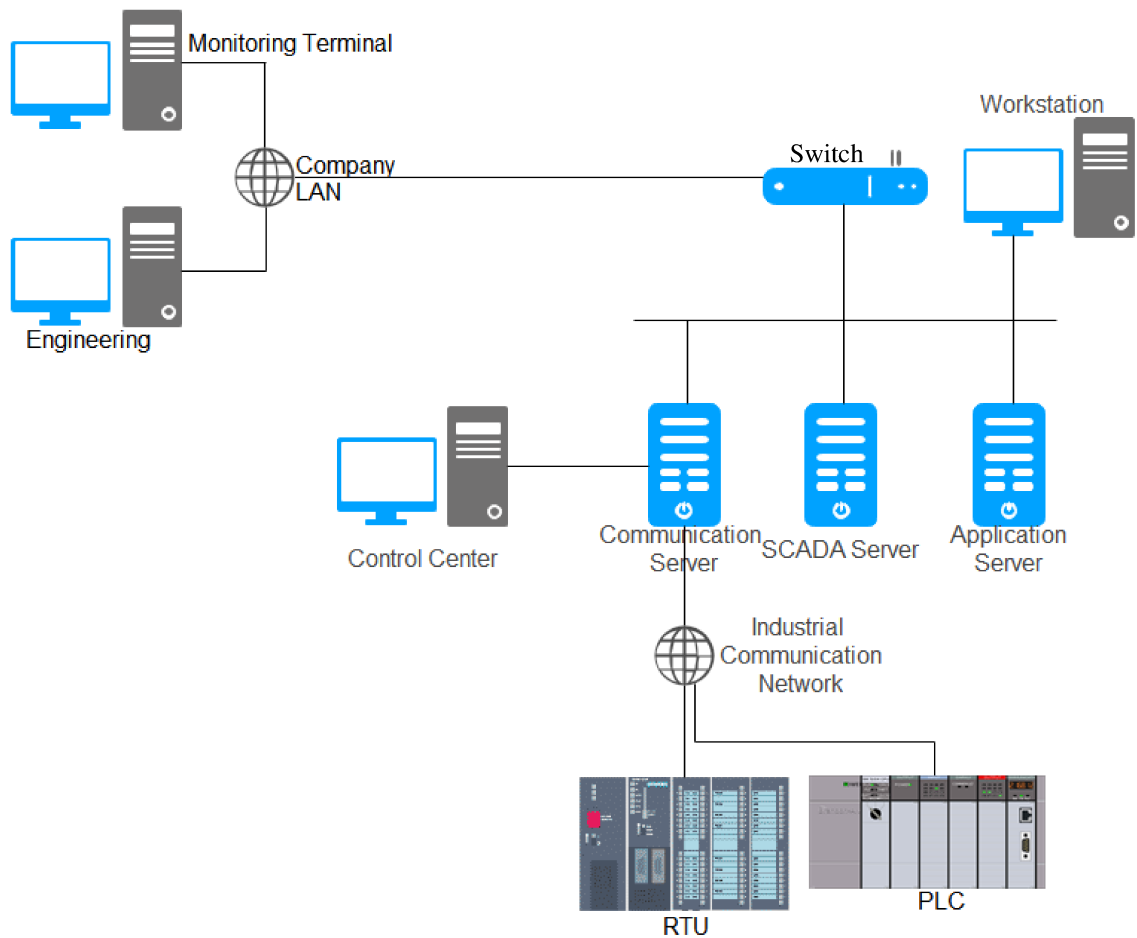 Monitoring Terminal
Workstation
Switch
Company
LAN
Engineering
Control Center
Communication
Server
SCADA Server
Application
Server
Industrial
Communication
Network
RTU
PLC